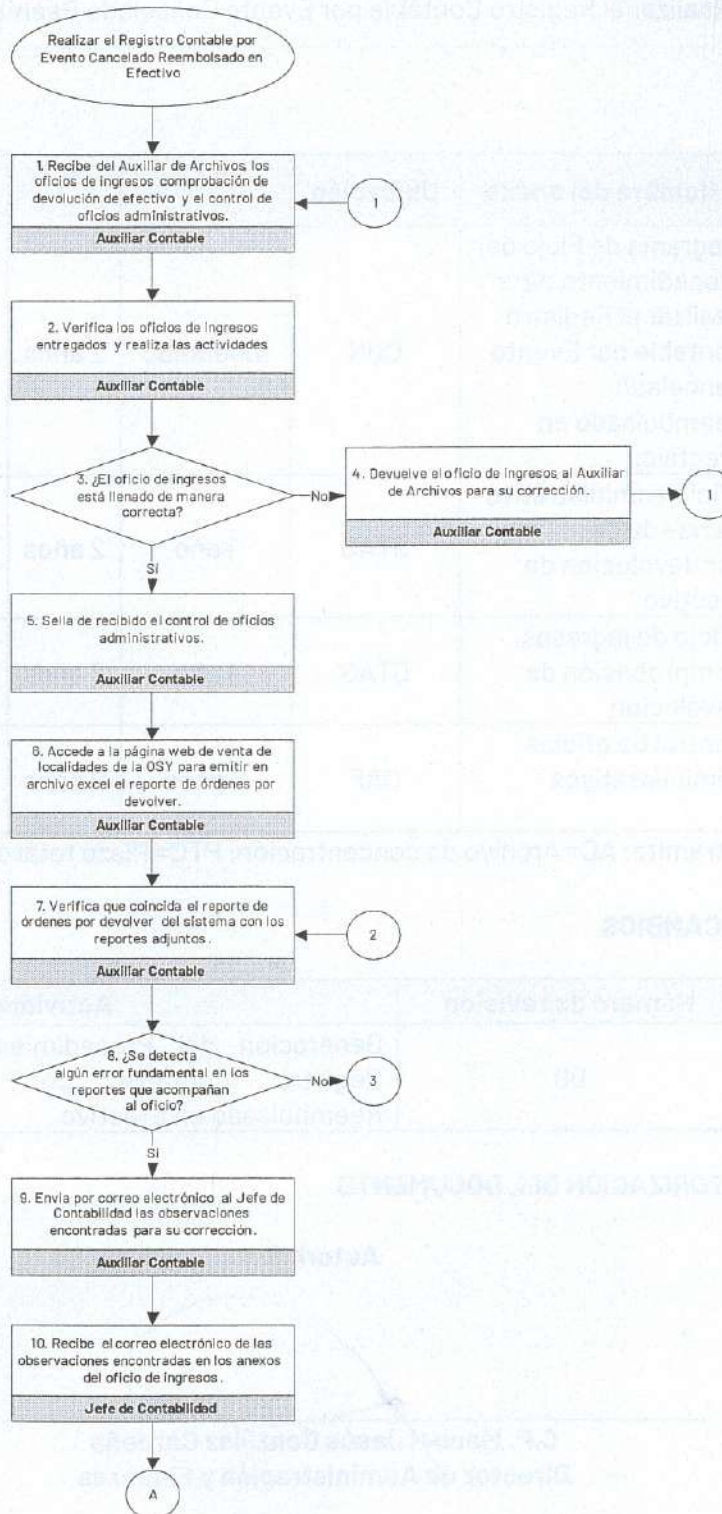 Realizar el Registro Contable por
Evento Cancelado Reembolsado en
Efectivo
1. Recibe del Auxiliar de Archivos, los
oficios de ingresos comprobación de
devolución de efectivo y el control de
oficios administrativos.
Auxiliar Contable
1
2. Verifica los oficios de ingresos
entregados y realiza las actividades
Auxiliar Contable
3. ¿El oficio de ingresos
está llenado de manera
correcta?
No
4. Devuelve el oficio de ingresos, al Auxiliar
de Archivos para su corrección.
Auxiliar Contable
1
Sí
5. Sella de recibido el control de oficios
administrativos.
Auxiliar Contable
6. Accede a la página web de venta de
localidades de la OSY para emitir en
archivo excel el reporte de órdenes por
devolver.
Auxiliar Contable
7. Verifica que coincida el reporte de
órdenes por devolver del sistema con los
reportes adjuntos.
Auxiliar Contable
2
8. ¿Se detecta
algún error fundamental en los
reportes que acompañan
al oficio?
No
3
Sí
9. Envía por correo electrónico al Jefe de
Contabilidad las observaciones
encontradas para su corrección.
Auxiliar Contable
10. Recibe el correo electrónico de las
observaciones encontradas en los anexos
del oficio de ingresos.
Jefe de Contabilidad
A